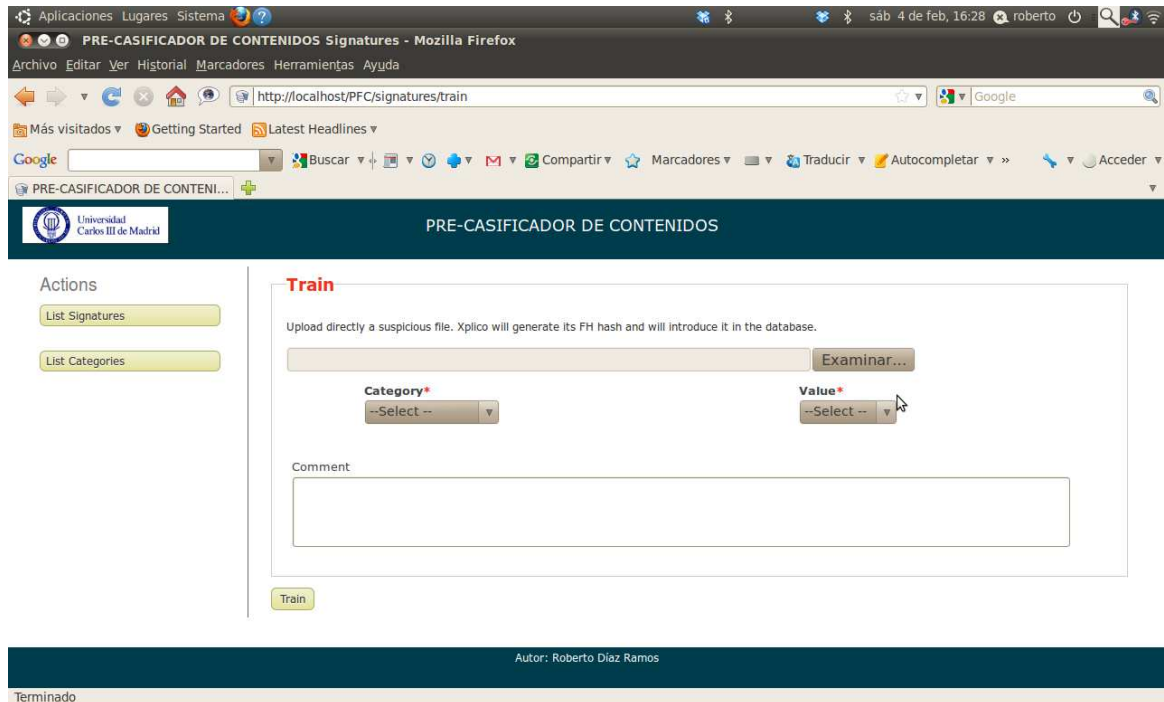 Aplicaciones Lugares Sistema sáb 4 de feb, 16:28 roberto
PRE-CASIFICADOR DE CONTENIDOS Signatures - Mozilla Firefox
Archivo Editar Ver Historial Marcadores Herramientas Ayuda
http://localhost/PFC/signatures/train Google
Más visitados Getting Started Latest Headlines
Google Buscar Compartir Marcadores Traducir Autocompletar » Acceder
PRE-CASIFICADOR DE CONTENI...
Universidad
Carlos III de Madrid
PRE-CASIFICADOR DE CONTENIDOS
Actions
List Signatures
List Categories
Train
Upload directly a suspicious file. Xplico will generate its FH hash and will introduce it in the database.
Examinar...
Category* Value*
--Select -- --Select --
Comment
Train
Autor: Roberto Díaz Ramos
Terminado